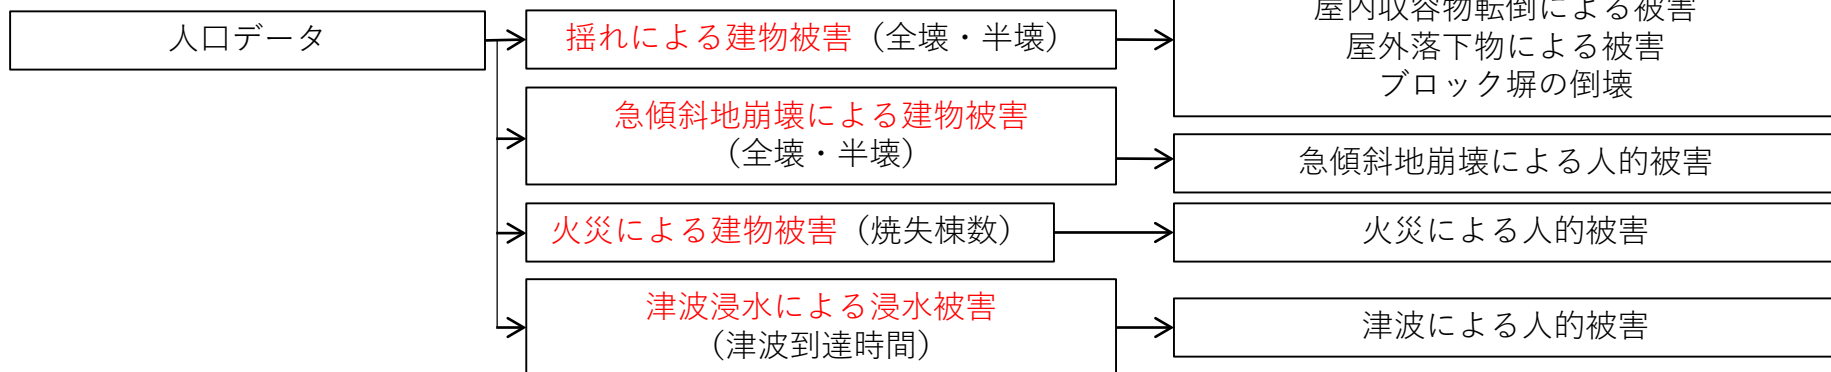 人口データ
揺れによる建物被害（全壊・半壊）
屋内収容物転倒による被害
屋外落下物による被害
ブロック塀の倒壊
急傾斜地崩壊による建物被害
（全壊・半壊）
急傾斜地崩壊による人的被害
火災による建物被害（焼失棟数）
火災による人的被害
津波浸水による浸水被害
（津波到達時間）
津波による人的被害